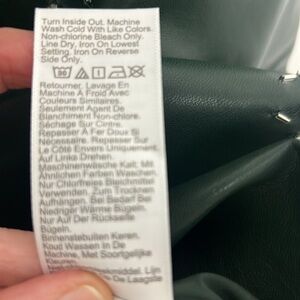 Turn Inside Out. Machine
Wash Cold With Like Colors.
Non-chlorine Bleach Only.
Line Dry. Iron On Lowest
Setting. Iron On Reverse
Side Only.
30
Retourner. Lavage En
Machine À Froid Avec
Couleurs Similaires.
Seulement Agent De
Blanchiment Non-chlore.
Séchage Sur Cintre.
Repasser À Fer Doux Si
Nécessaire. Repasser Sur
Le Côté Envers Uniquement.
Auf Links Drehen.
Maschinenwäsche Kalt: Mit
Ähnlichen Farben Waschen.
Nur Chlorfreies Bleichmittel
Verwenden. Zum Trocknen
Aufhängen. Bei Bedarf Bei
Niedriger Wärme Bügeln.
Nur Auf Der Rückseite
Bügeln.
Binnenstebuiten Keren.
Koud Wassen In De
Machine, Met Soortgelijke
Kleuren.
De Laagste